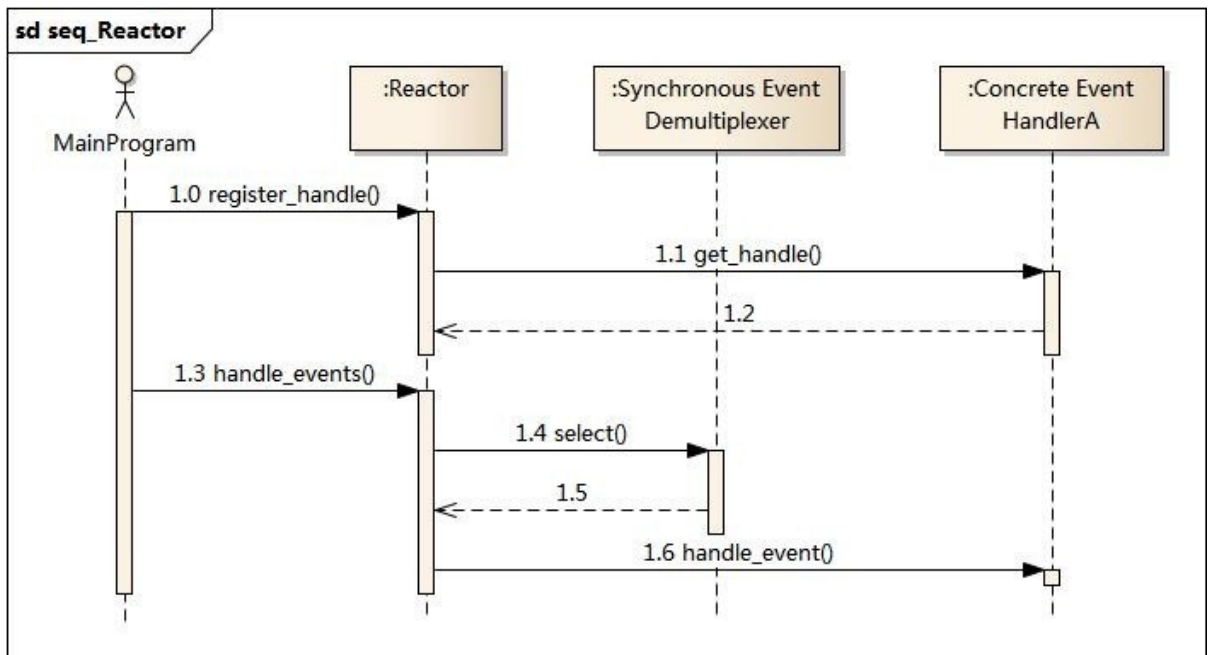 sd seq_Reactor
MainProgram
:Reactor
:Synchronous Event
Demultiplexer
:Concrete Event
HandlerA
1.0 register_handle()
1.1 get_handle()
1.2
1.3 handle_events()
1.4 select()
1.5
1.6 handle_event()